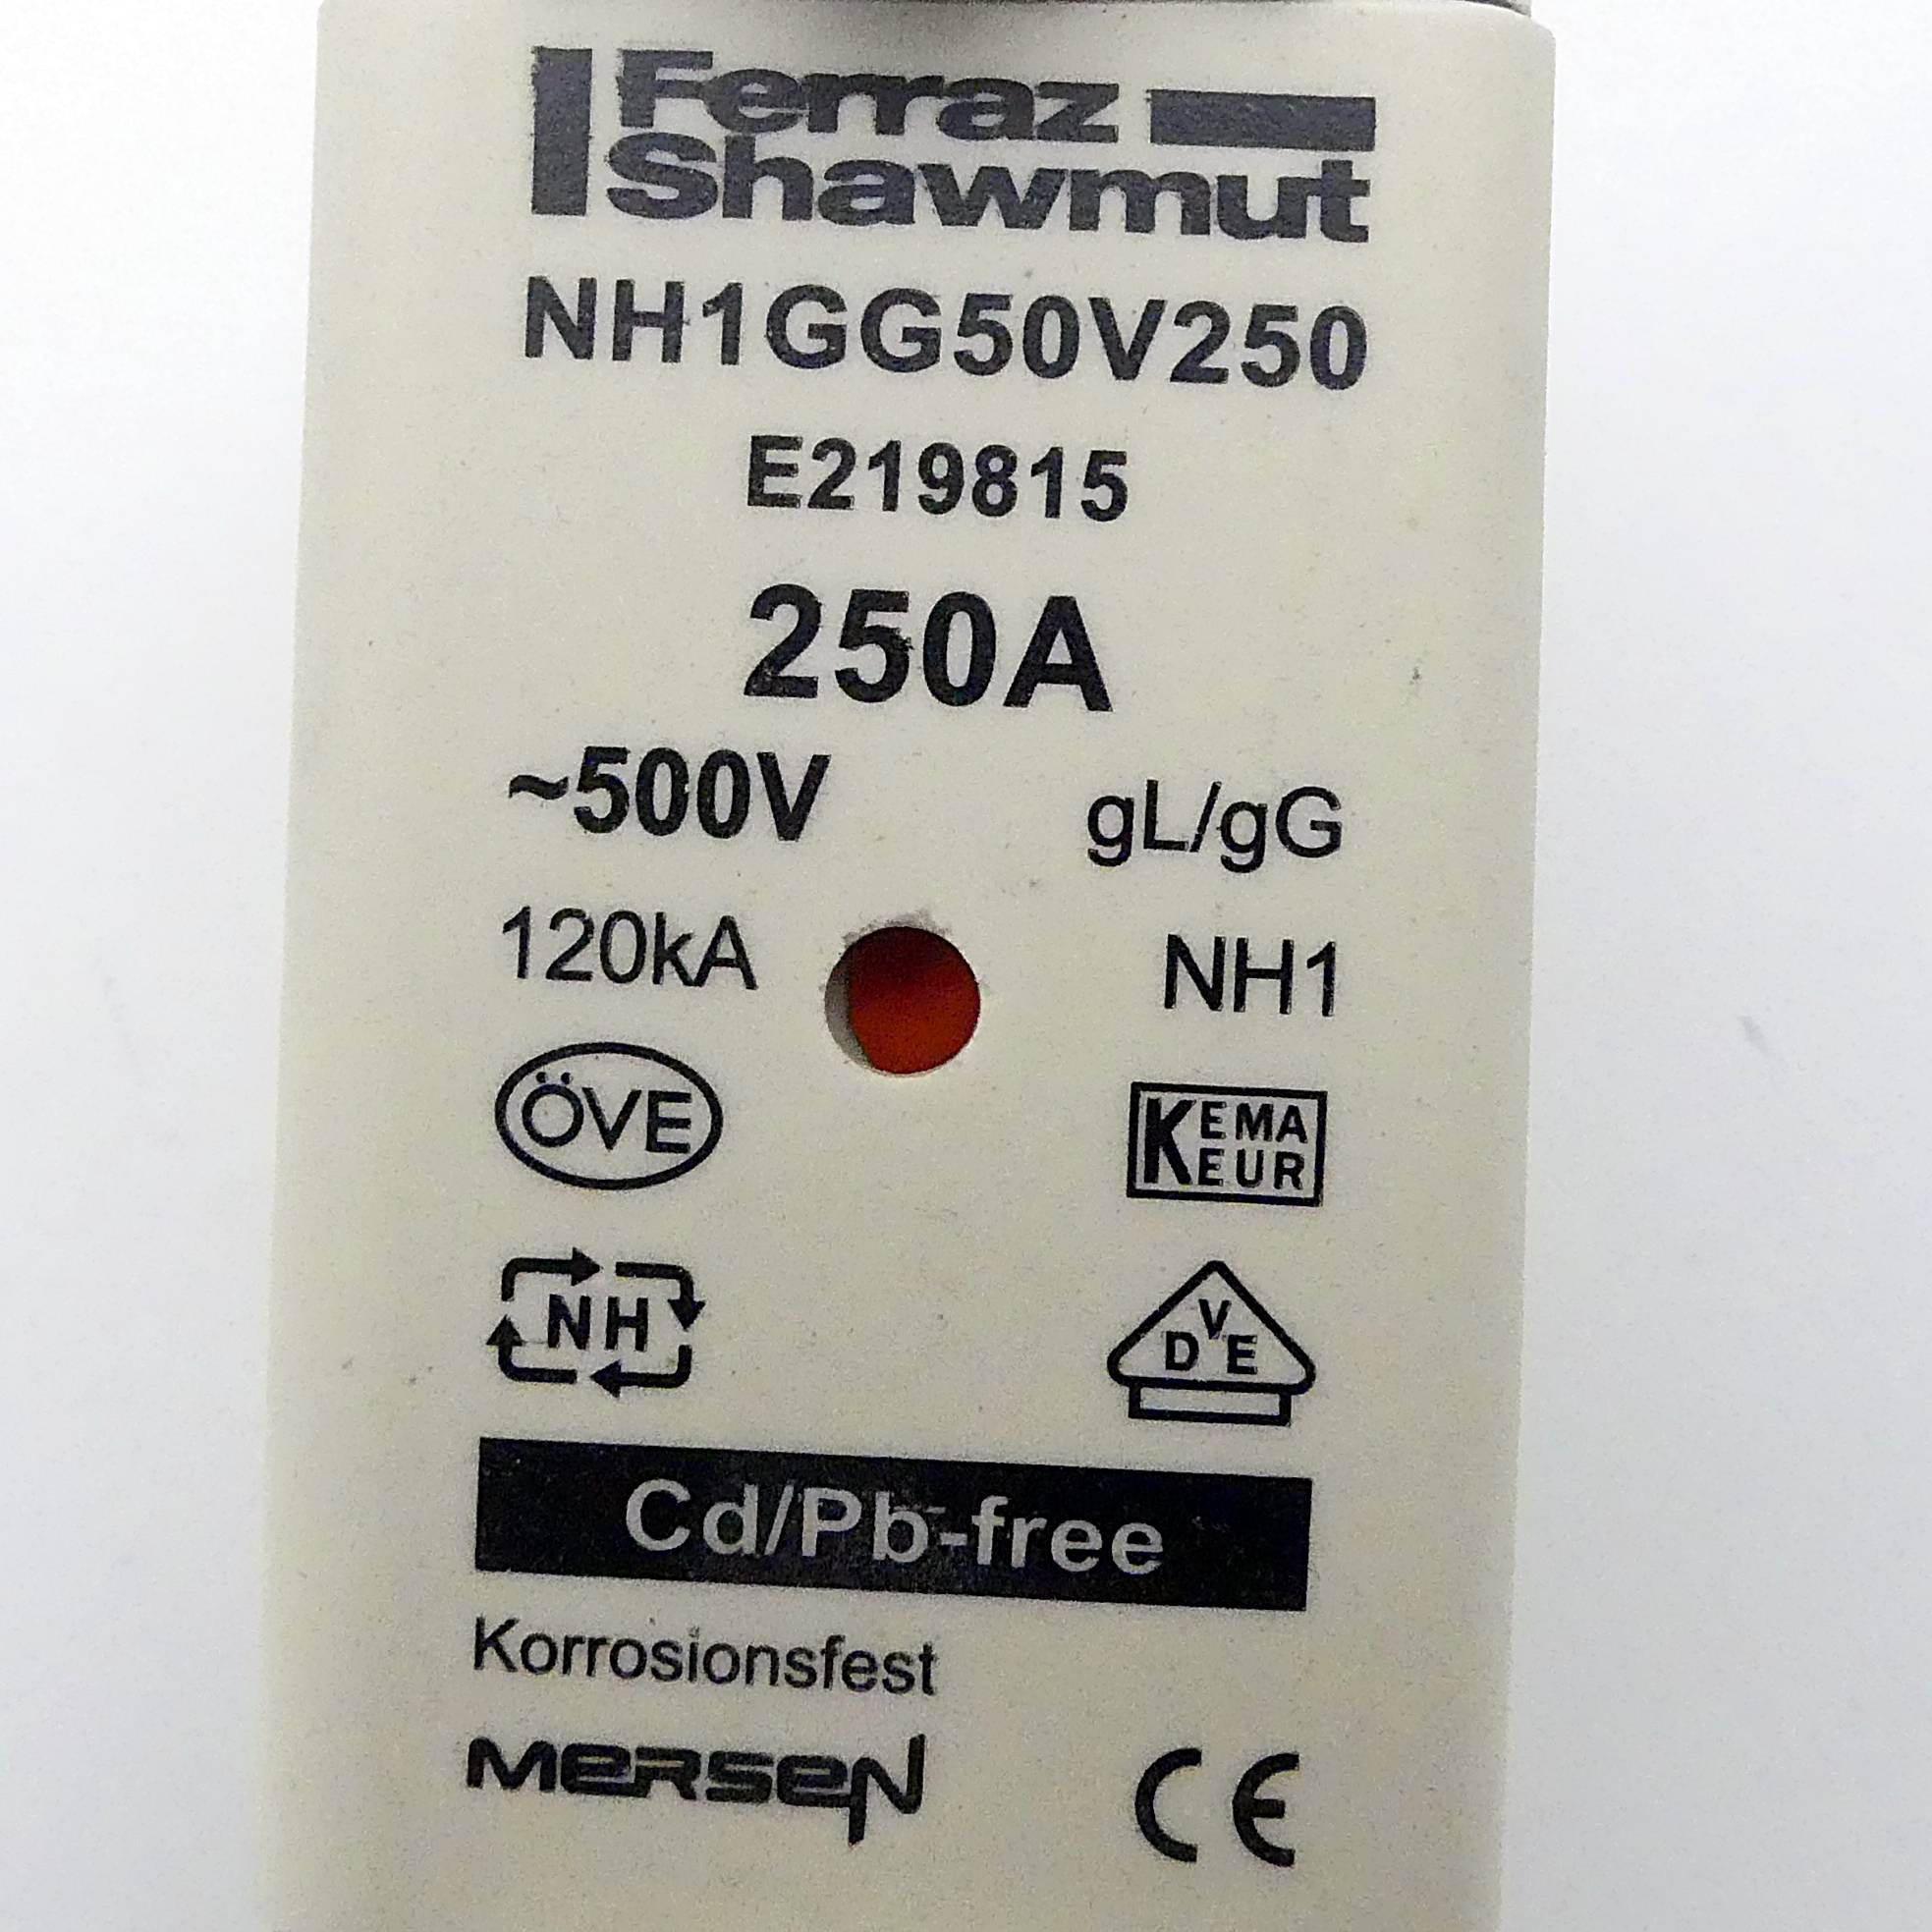 Ferraz
Shawmut
NH1GG50V250
E219815
250A
~500V gL/gG
120kA NH1
ÖVE KEMA
KEUR
NH VDE
Cd/Pb-free
Korrosionsfest
MERSEN CE